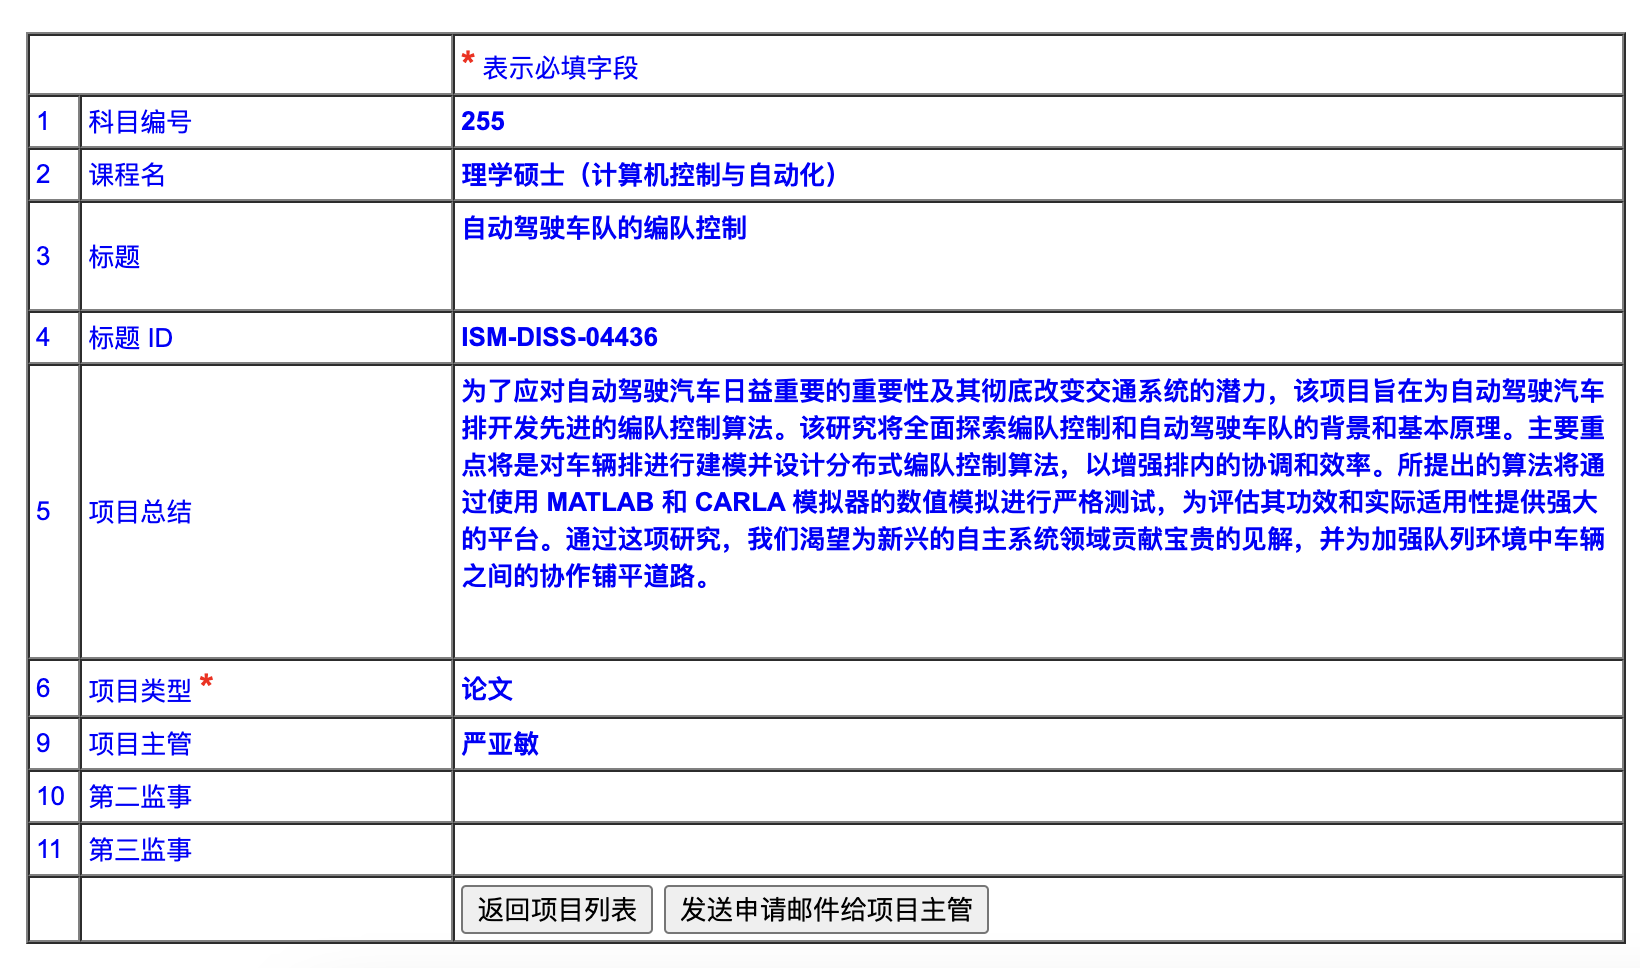 * 表示必填字段
1 科目编号 255
2 课程名 理学硕士（计算机控制与自动化）
3 标题 自动驾驶车队的编队控制
4 标题 ID ISM-DISS-04436
5 项目总结
为了应对自动驾驶汽车日益重要的重要性及其彻底改变交通系统的潜力，该项目旨在为自动驾驶汽车
排开发先进的编队控制算法。该研究将全面探索编队控制和自动驾驶车队的背景和基本原理。主要重
点将是对车辆排进行建模并设计分布式编队控制算法，以增强排内的协调和效率。所提出的算法将通
过使用 MATLAB 和 CARLA 模拟器的数值模拟进行严格测试，为评估其功效和实际适用性提供强大
的平台。通过这项研究，我们渴望为新兴的自主系统领域贡献宝贵的见解，并为加强队列环境中车辆
之间的协作铺平道路。
6 项目类型 * 论文
9 项目主管 严亚敏
10 第二监事
11 第三监事
返回项目列表 发送申请邮件给项目主管